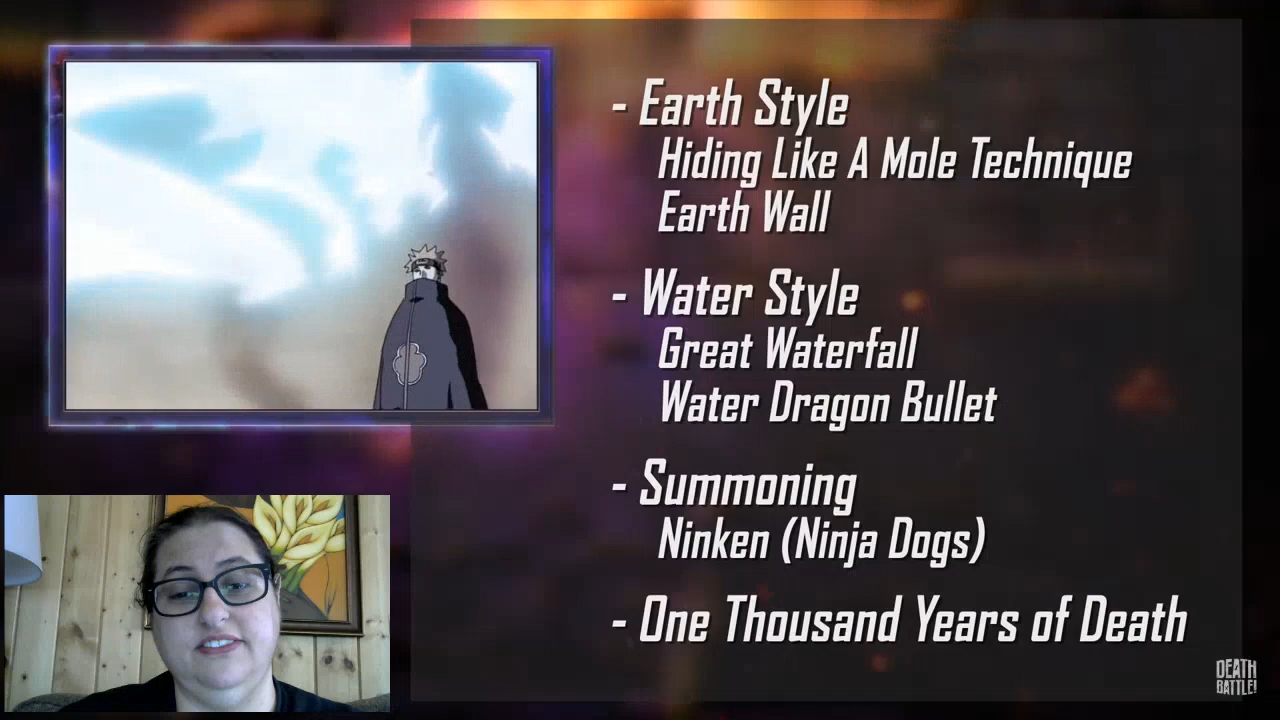 - Earth Style
Hiding Like A Mole Technique
Earth Wall
- Water Style
Great Waterfall
Water Dragon Bullet
- Summoning
Ninken (Ninja Dogs)
- One Thousand Years of Death
DEATH
BATTLE!